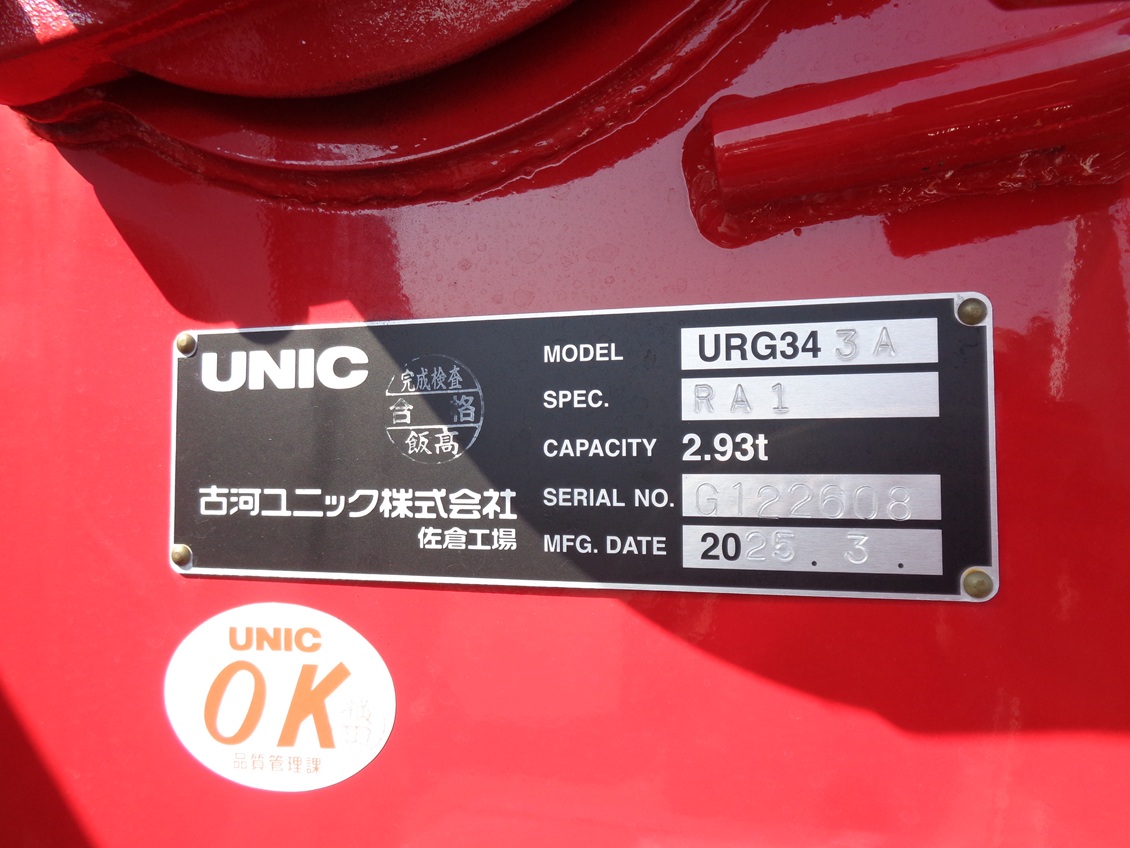 UNIC
完成検査
合格
飯高
古河ユニック株式会社
佐倉工場
MODEL URG343A
SPEC. RA1
CAPACITY 2.93t
SERIAL NO. G122608
MFG. DATE 2025.3.
UNIC
OK
品質管理課